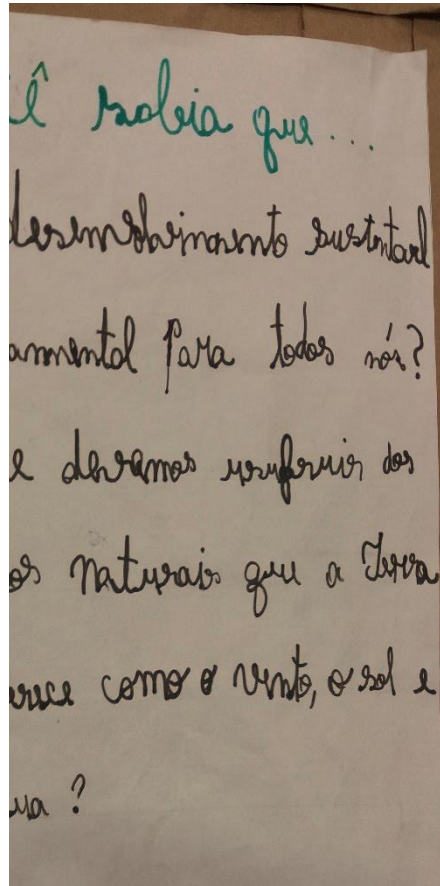 ê sabia que...
desenvolvimento sustentável
amental para todos nós?
e devemos usufruir dos
os naturais que a Terra
erece como o vento, o sol e
ua?